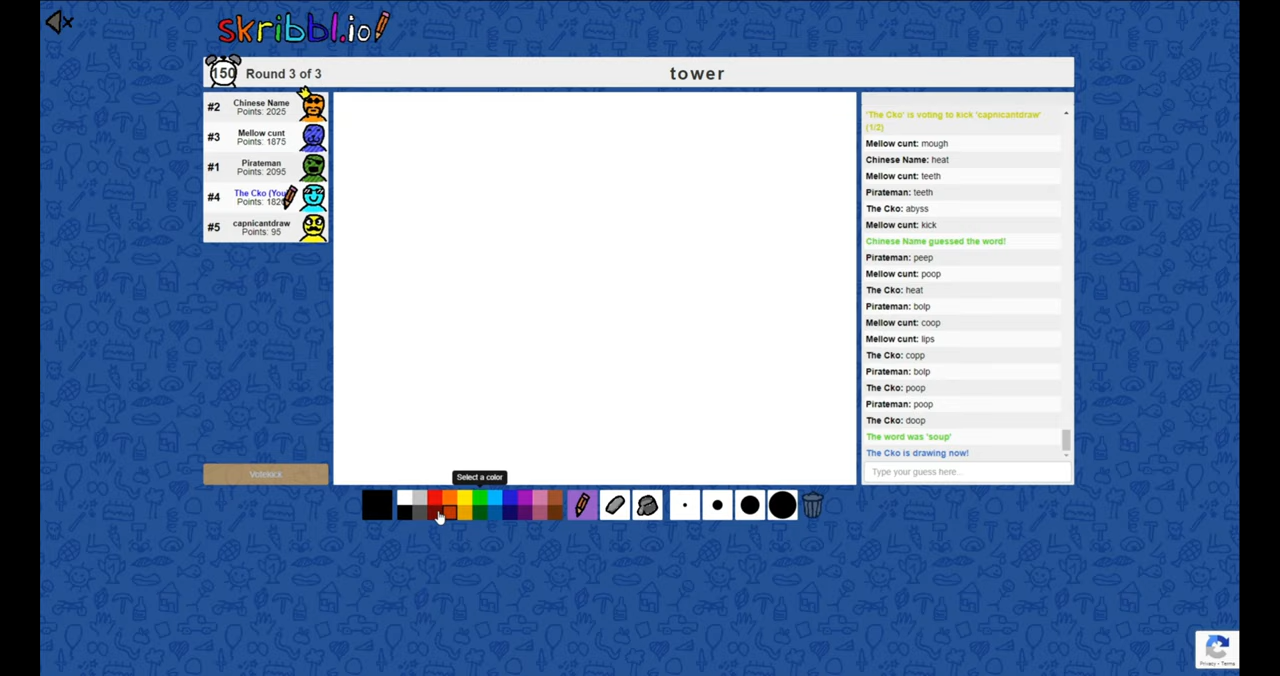 skribbl.io
150
Round 3 of 3
tower
#2
Chinese Name
Points: 2025
#3
Mellow cunt
Points: 1875
#1
Pirateman
Points: 2095
#4
The Cko (You
Points: 182
#5
capnicantdraw
Points: 95
Votekick
'The Cko' is voting to kick 'capnicantdraw'
(1/2)
Mellow cunt: mough
Chinese Name: heat
Mellow cunt: teeth
Pirateman: teeth
The Cko: abyss
Mellow cunt: kick
Chinese Name guessed the word!
Pirateman: peep
Mellow cunt: poop
The Cko: heat
Pirateman: bolp
Mellow cunt: coop
Mellow cunt: lips
The Cko: copp
Pirateman: bolp
The Cko: poop
Pirateman: poop
The Cko: doop
The word was 'soup'
The Cko is drawing now!
Type your guess here...
Select a color
Privacy - Terms